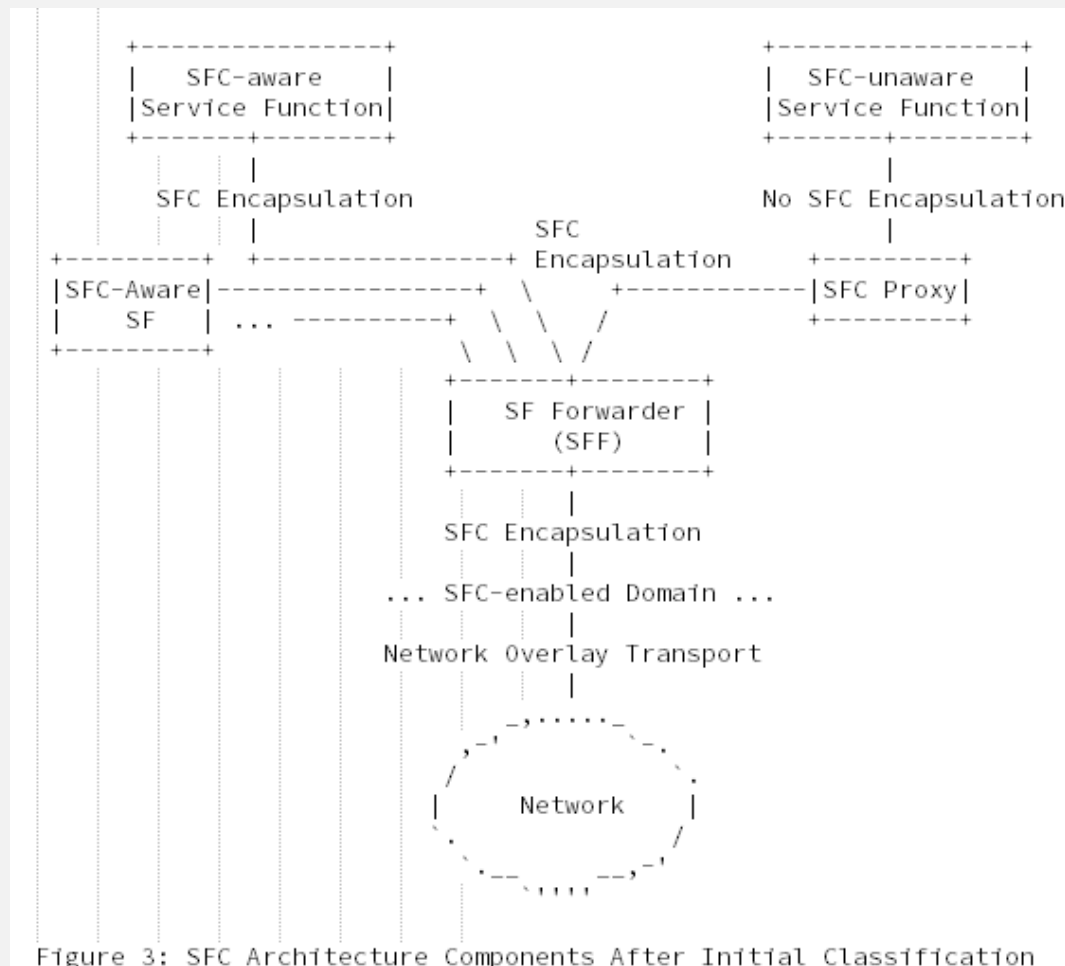 SFC-aware SFC-unaware
Service Function Service Function
SFC Encapsulation No SFC Encapsulation
SFC
Encapsulation
SFC-Aware SFC Proxy
SF ...
SF Forwarder
(SFF)
SFC Encapsulation
... SFC-enabled Domain ...
Network Overlay Transport
Network
Figure 3: SFC Architecture Components After Initial Classification